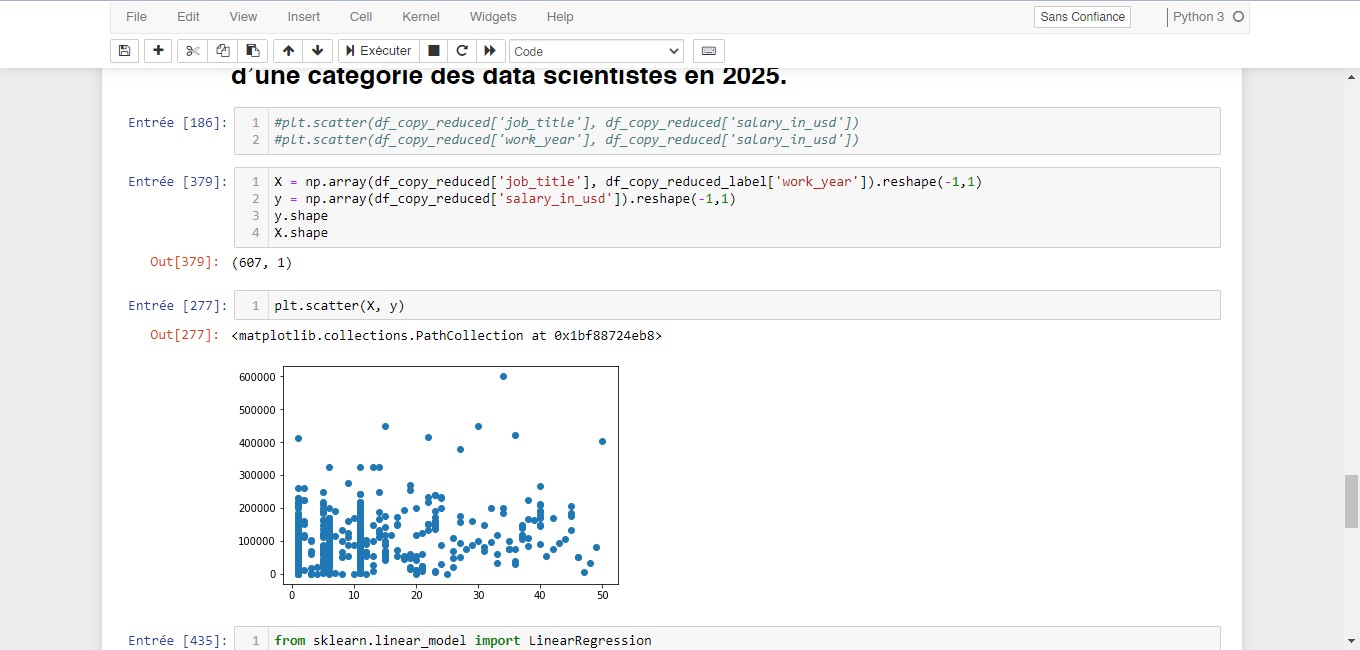 File Edit View Insert Cell Kernel Widgets Help Sans Confiance Python 3
Exécuter Code
d'une catégorie des data scientistes en 2025.
Entrée [186]: 1 #plt.scatter(df_copy_reduced['job_title'], df_copy_reduced['salary_in_usd'])
2 #plt.scatter(df_copy_reduced['work_year'], df_copy_reduced['salary_in_usd'])
Entrée [379]: 1 X = np.array(df_copy_reduced['job_title'], df_copy_reduced_label['work_year']).reshape(-1,1)
2 y = np.array(df_copy_reduced['salary_in_usd']).reshape(-1,1)
3 y.shape
4 X.shape
Out[379]: (607, 1)
Entrée [277]: 1 plt.scatter(X, y)
Out[277]: <matplotlib.collections.PathCollection at 0x1bf88724eb8>
600000
500000
400000
300000
200000
100000
0
0 10 20 30 40 50
Entrée [435]: 1 from sklearn.linear_model import LinearRegression